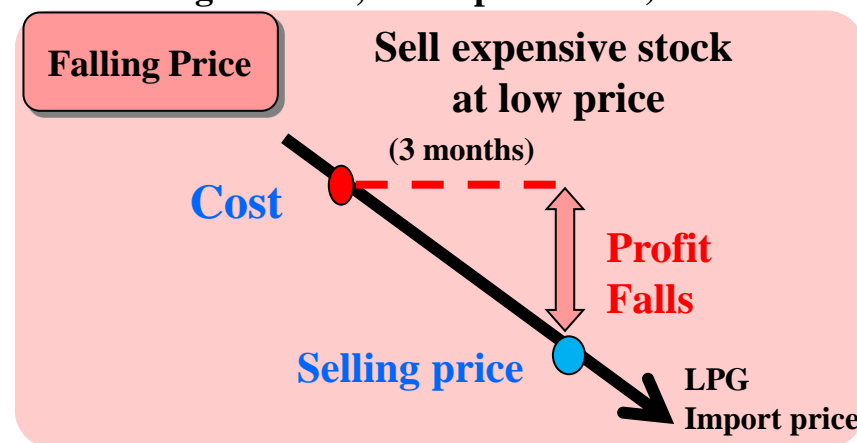 Falling Price
Sell expensive stock
at low price
(3 months)
Cost
Profit
Falls
Selling price
LPG
Import price